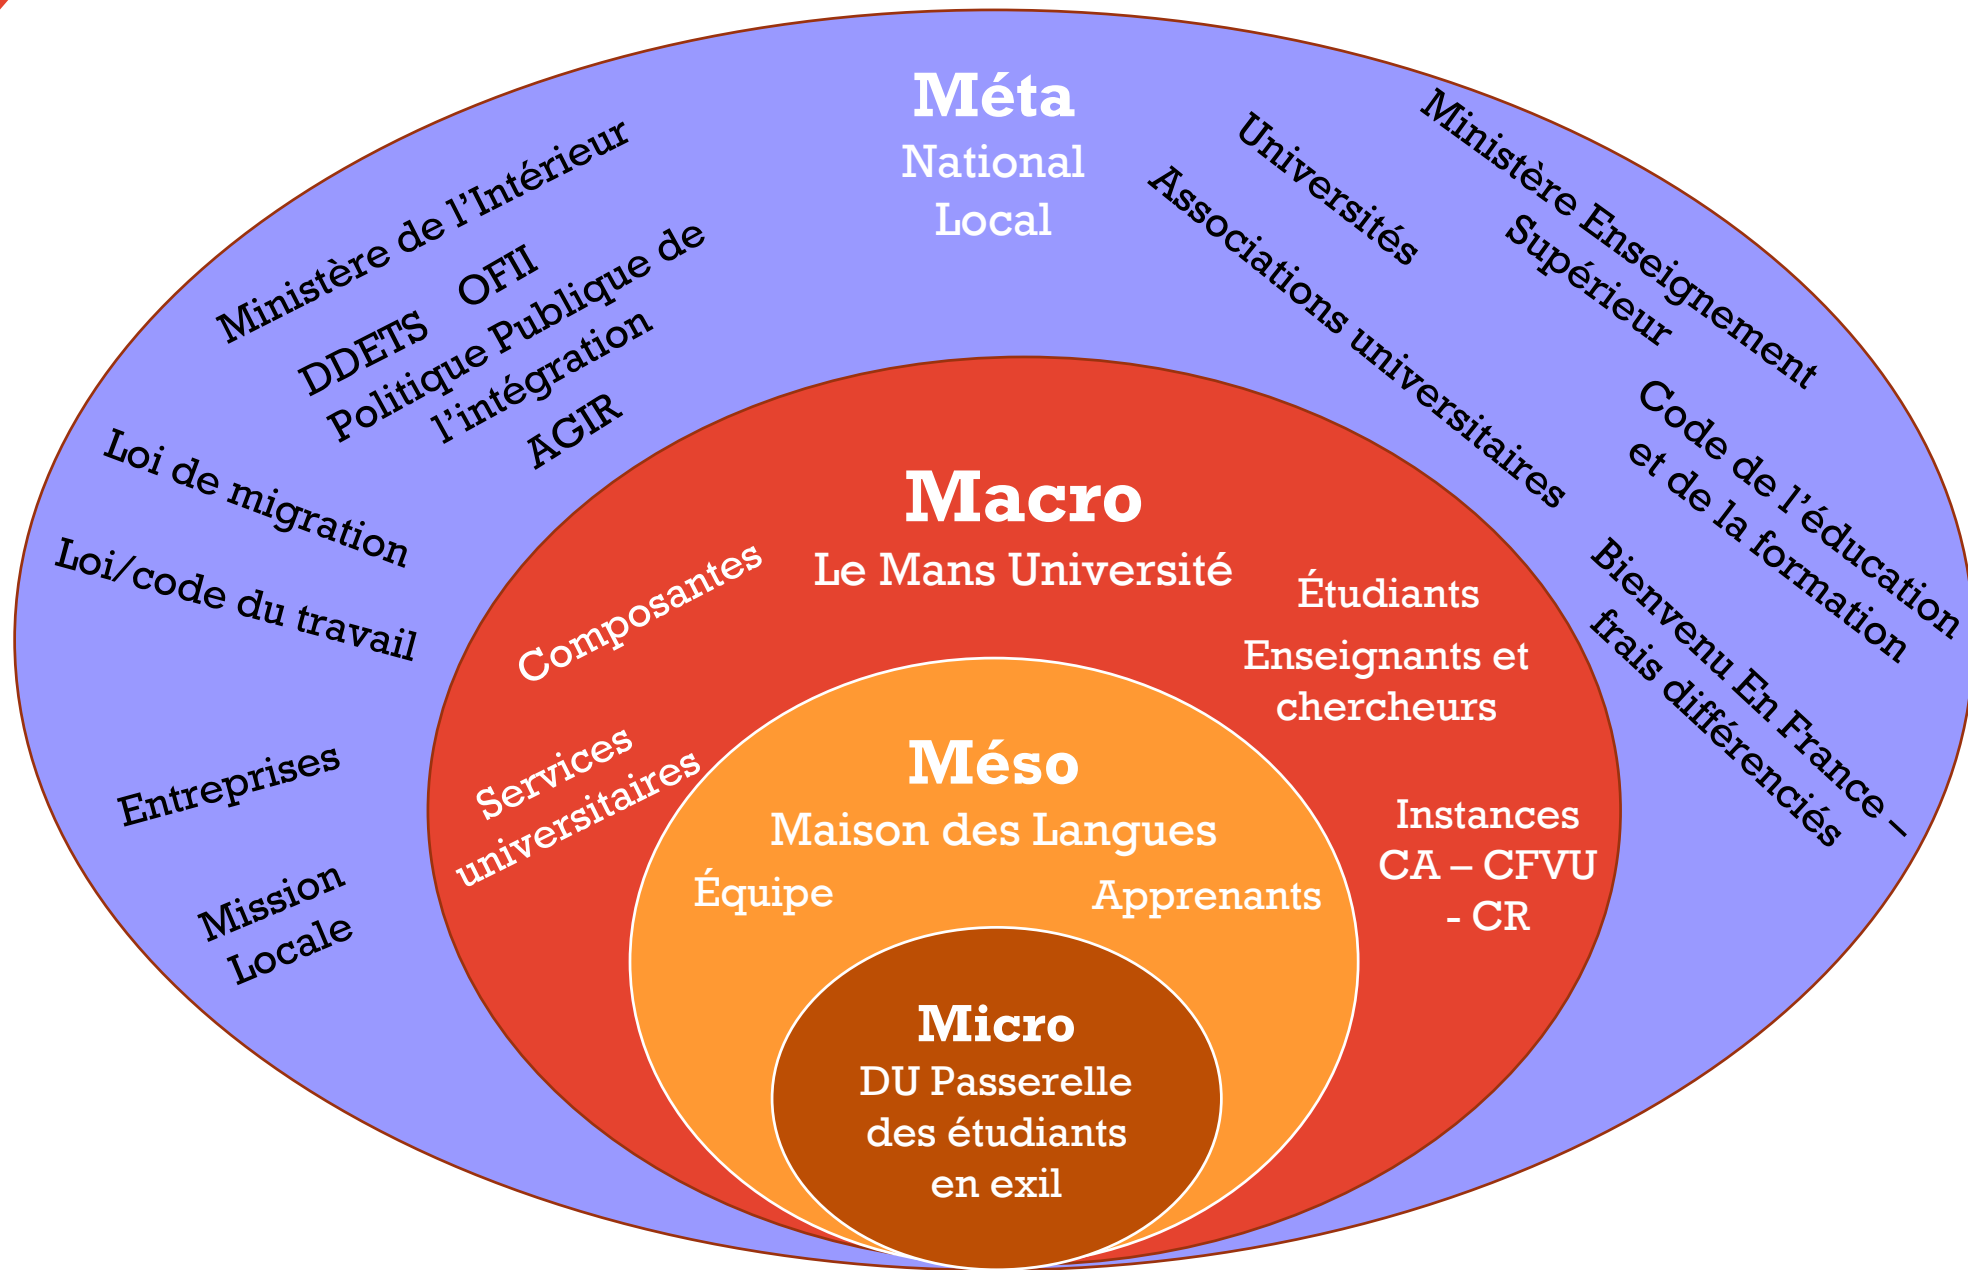 Méta
National
Local
Ministère de l'Intérieur
DDETS OFII
Politique Publique de
l'intégration
AGIR
Loi de migration
Loi/code du travail
Entreprises
Mission
Locale
Universités
Associations universitaires
Ministère Enseignement
Supérieur
Code de l'éducation
et de la formation
Bienvenu En France –
frais différenciés
Macro
Le Mans Université
Composantes
Services
universitaires
Étudiants
Enseignants et
chercheurs
Instances
CA – CFVU
- CR
Méso
Maison des Langues
Équipe
Apprenants
Micro
DU Passerelle
des étudiants
en exil